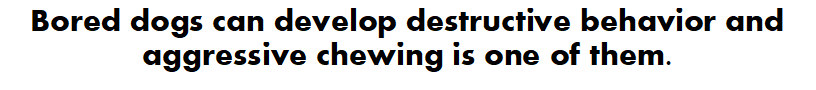 Bored dogs can develop destructive behavior and
aggressive chewing is one of them.